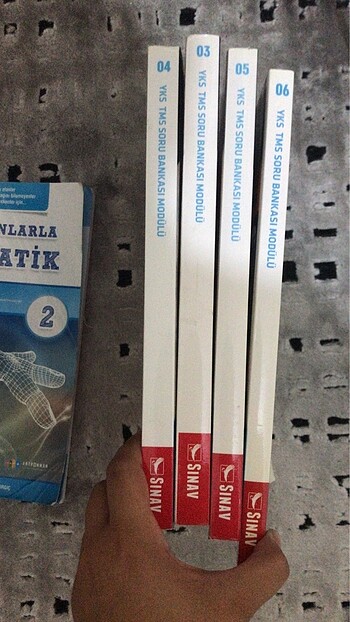 04 YKS TMS SORU BANKASI MODÜLÜ
SINAV
03 YKS TMS SORU BANKASI MODÜLÜ
SINAV
05 YKS TMS SORU BANKASI MODÜLÜ
SINAV
06 YKS TMS SORU BANKASI MODÜLÜ
SINAV
NLARLA
ATİK
2